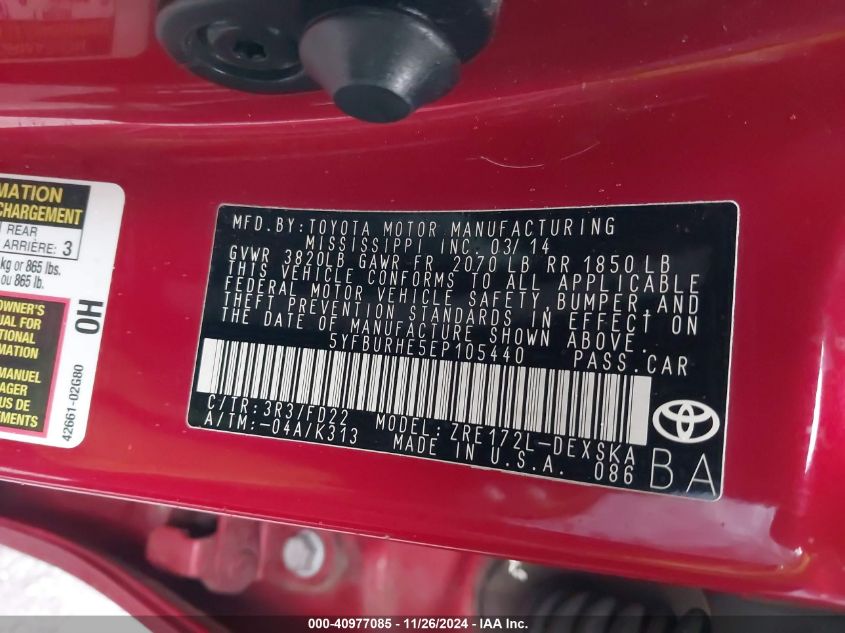 MATION
CHARGEMENT
REAR
ARRIÈRE: 3
kg or 865 lbs.
ou 865 lb.
OH
OWNER'S
UAL FOR
TIONAL
RMATION
MANUEL
AGER
US DE
EMENTS
42661-02G80
MFD. BY: TOYOTA MOTOR MANUFACTURING
MISSISSIPPI INC. 03/14
GVWR 3820LB GAWR-FR 2070 LB RR 1850 LB
THIS VEHICLE CONFORMS TO ALL APPLICABLE
FEDERAL MOTOR VEHICLE SAFETY, BUMPER AND
THEFT PREVENTION STANDARDS IN EFFECT ON
THE DATE OF MANUFACTURE SHOWN ABOVE.
5YFBURHE5EP105440 PASS.CAR
C/TR: 3R3/FD22 MODEL: ZRE172L-DEXSKA
A/TM: -04A/K313 MADE IN U.S.A. 086
BA
000-40977085 - 11/26/2024 - IAA Inc.